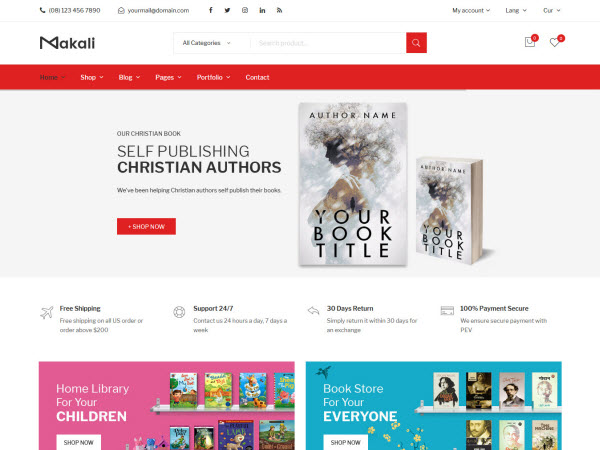 (08) 123 456 7890
yourmail@domain.com
My account
Lang
Cur
Makali
All Categories
Search product...
0
0
Home
Shop
Blog
Pages
Portfolio
Contact
OUR CHRISTIAN BOOK
SELF PUBLISHING
CHRISTIAN AUTHORS
We've been helping Christian authors self publish their books.
+ SHOP NOW
AUTHOR NAME
YOUR
BOOK
TITLE
AUTHOR NAME
YOUR
BOOK
TITLE
Free Shipping
Free shipping on all US order or
order above $200
Support 24/7
Contact us 24 hours a day, 7 days a
week
30 Days Return
Simply return it within 30 days for
an exchange
100% Payment Secure
We ensure secure payment with
PEV
Home Library
For Your
CHILDREN
SHOP NOW
Book Store
For Your
EVERYONE
SHOP NOW